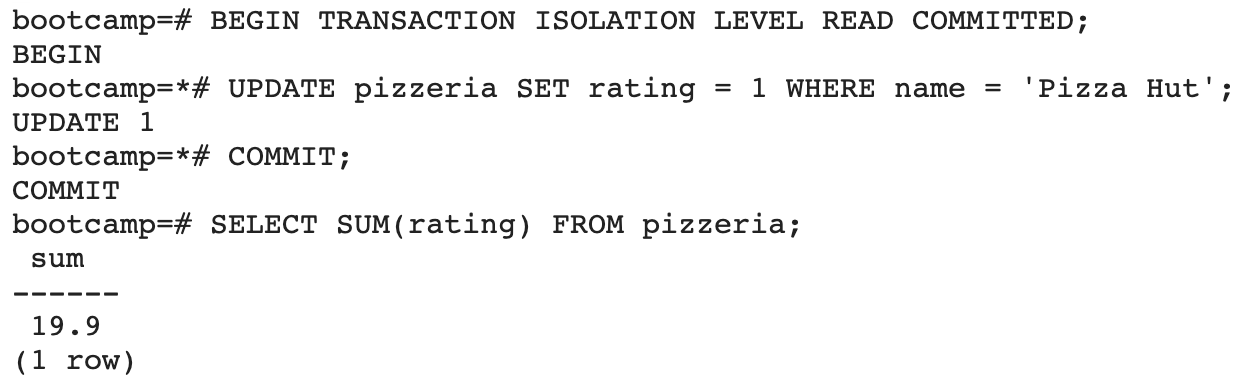 bootcamp=# BEGIN TRANSACTION ISOLATION LEVEL READ COMMITTED;
BEGIN
bootcamp=*# UPDATE pizzeria SET rating = 1 WHERE name = 'Pizza Hut';
UPDATE 1
bootcamp=*# COMMIT;
COMMIT
bootcamp=# SELECT SUM(rating) FROM pizzeria;
 sum
------
 19.9
(1 row)